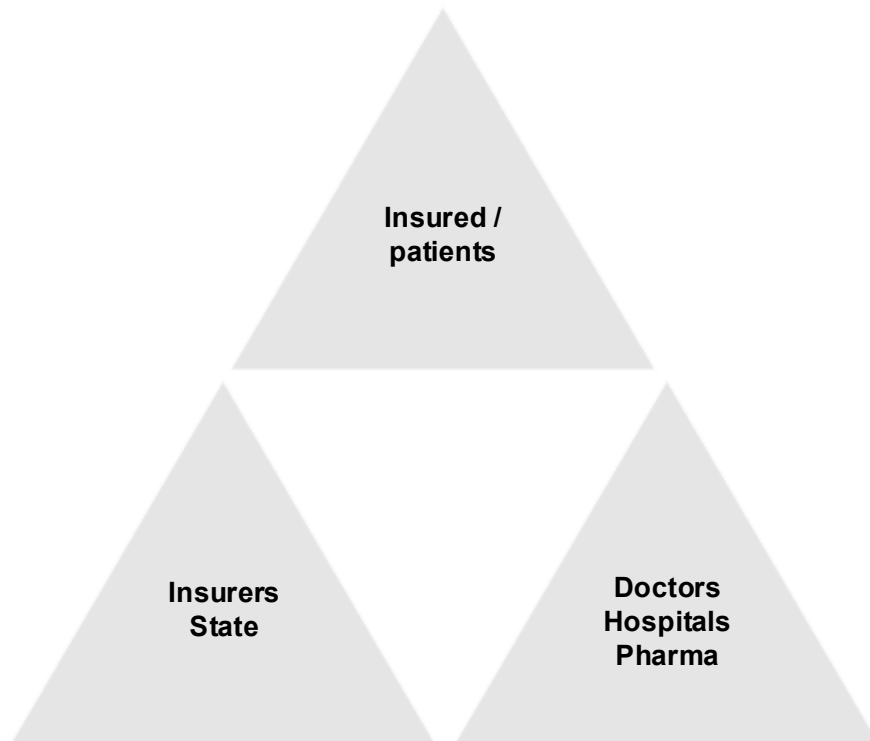 Insured /
patients
Insurers
State
Doctors
Hospitals
Pharma